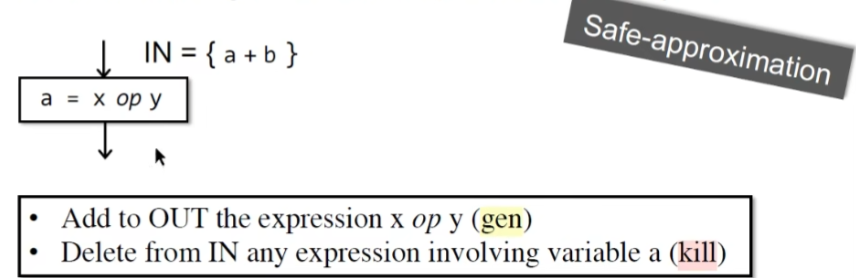 Safe-approximation
IN = { a + b }
a = x op y
• Add to OUT the expression x op y (gen)
• Delete from IN any expression involving variable a (kill)